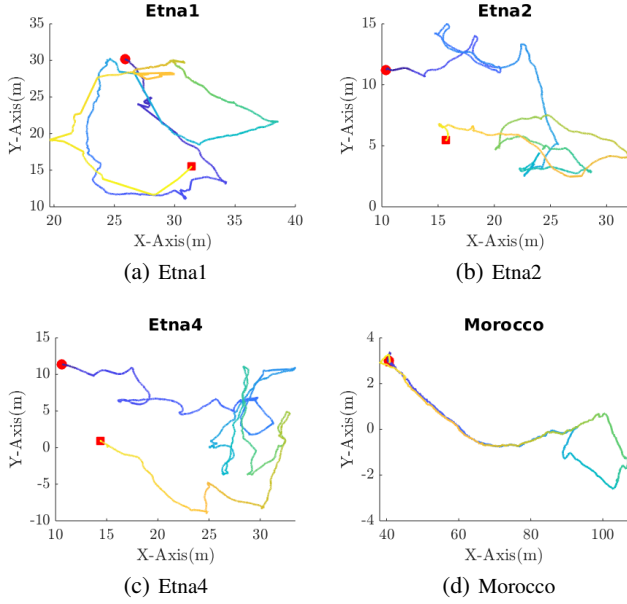 Etna1
35
30
25
20
15
10
20
25
30
35
40
Y-Axis(m)
X-Axis(m)
(a) Etna1
Etna2
15
10
5
0
10
15
20
25
30
Y-Axis(m)
X-Axis(m)
(b) Etna2
Etna4
15
10
5
0
-5
-10
10
15
20
25
30
Y-Axis(m)
X-Axis(m)
(c) Etna4
Morocco
4
2
0
-2
-4
40
60
80
100
Y-Axis(m)
X-Axis(m)
(d) Morocco